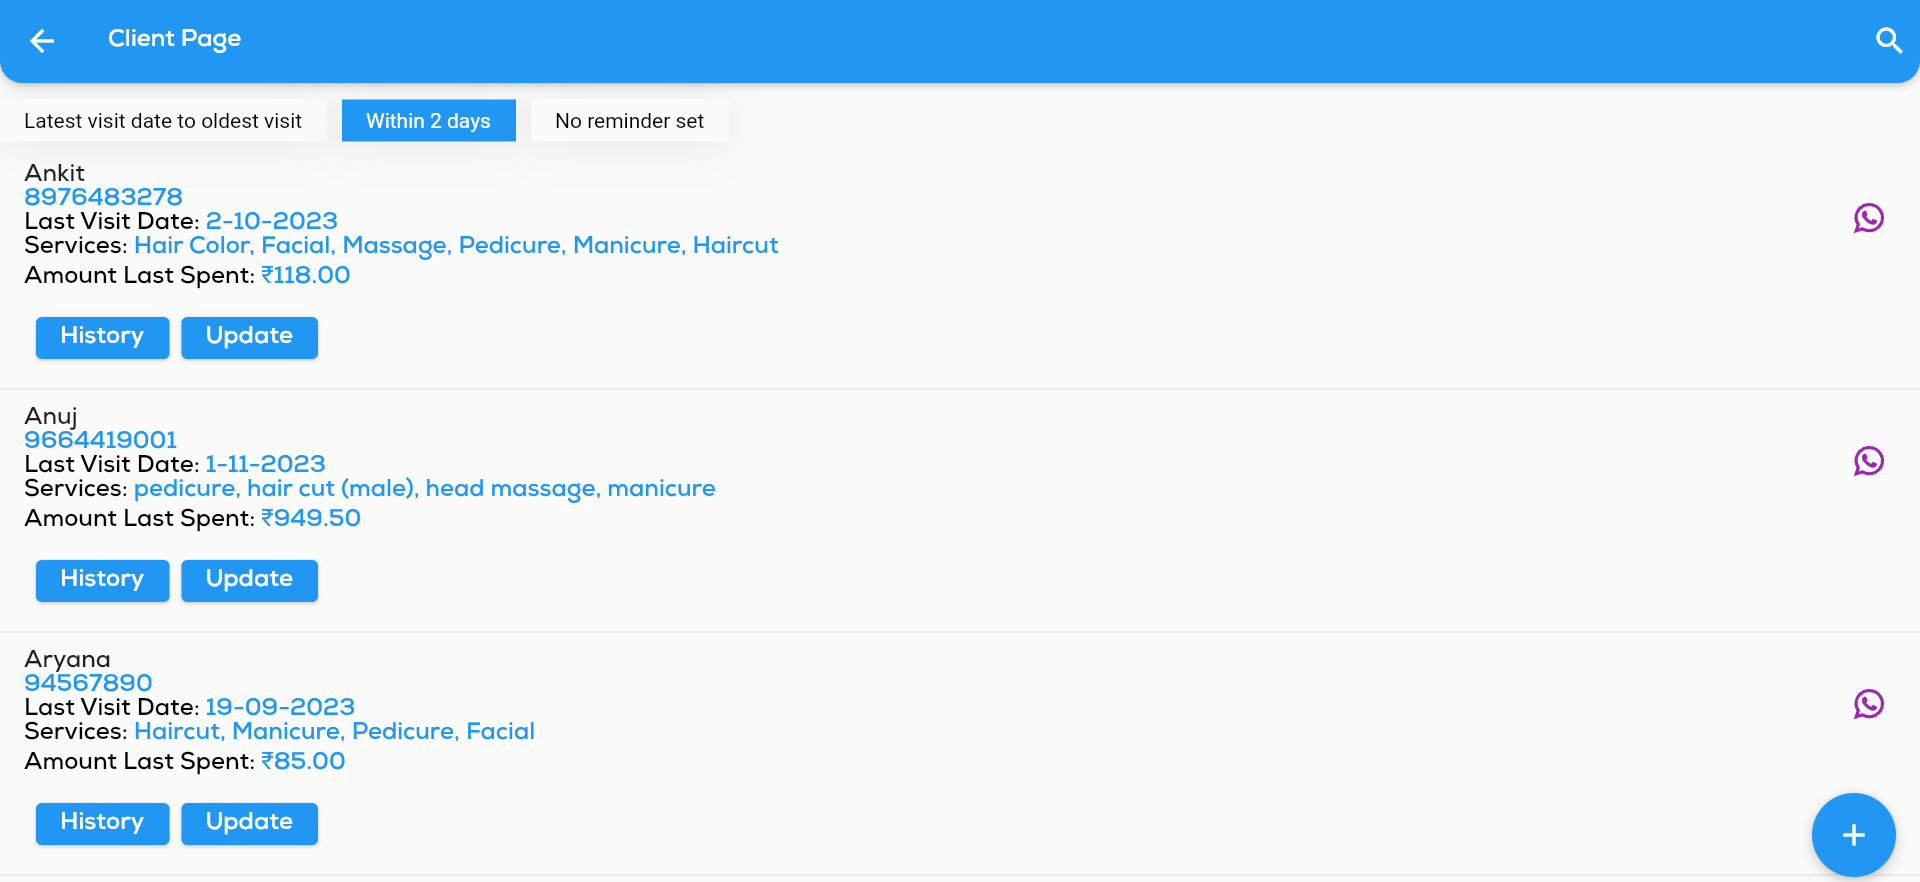 Client Page
Latest visit date to oldest visit
Within 2 days
No reminder set
Ankit
8976483278
Last Visit Date: 2-10-2023
Services: Hair Color, Facial, Massage, Pedicure, Manicure, Haircut
Amount Last Spent: ₹118.00
History
Update
Anuj
9664419001
Last Visit Date: 1-11-2023
Services: pedicure, hair cut (male), head massage, manicure
Amount Last Spent: ₹949.50
History
Update
Aryana
94567890
Last Visit Date: 19-09-2023
Services: Haircut, Manicure, Pedicure, Facial
Amount Last Spent: ₹85.00
History
Update